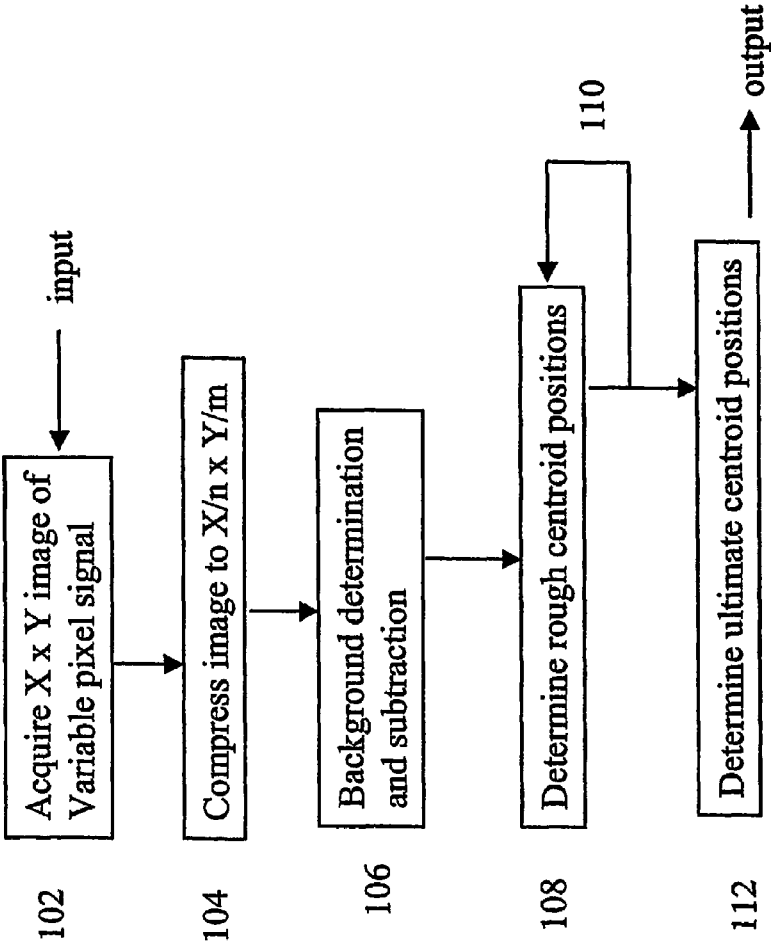 input
102
Acquire X x Y image of
Variable pixel signal
104
Compress image to X/n x Y/m
106
Background determination
and subtraction
108
Determine rough centroid positions
110
112
Determine ultimate centroid positions
output